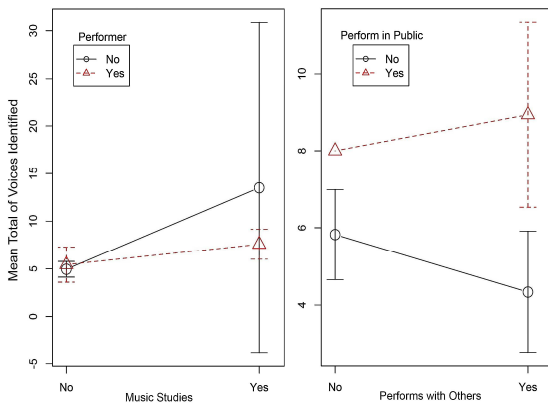 Mean Total of Voices Identified
30
25
20
15
10
5
0
-5
Performer
No
Yes
No
Yes
Music Studies
10
8
6
4
Perform in Public
No
Yes
No
Yes
Performs with Others